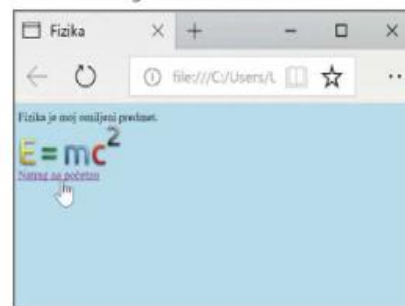 Fizika
file:///C:/Users/L
Fizika je moj omiljeni predmet.
E=mc²
Natrag na početnu